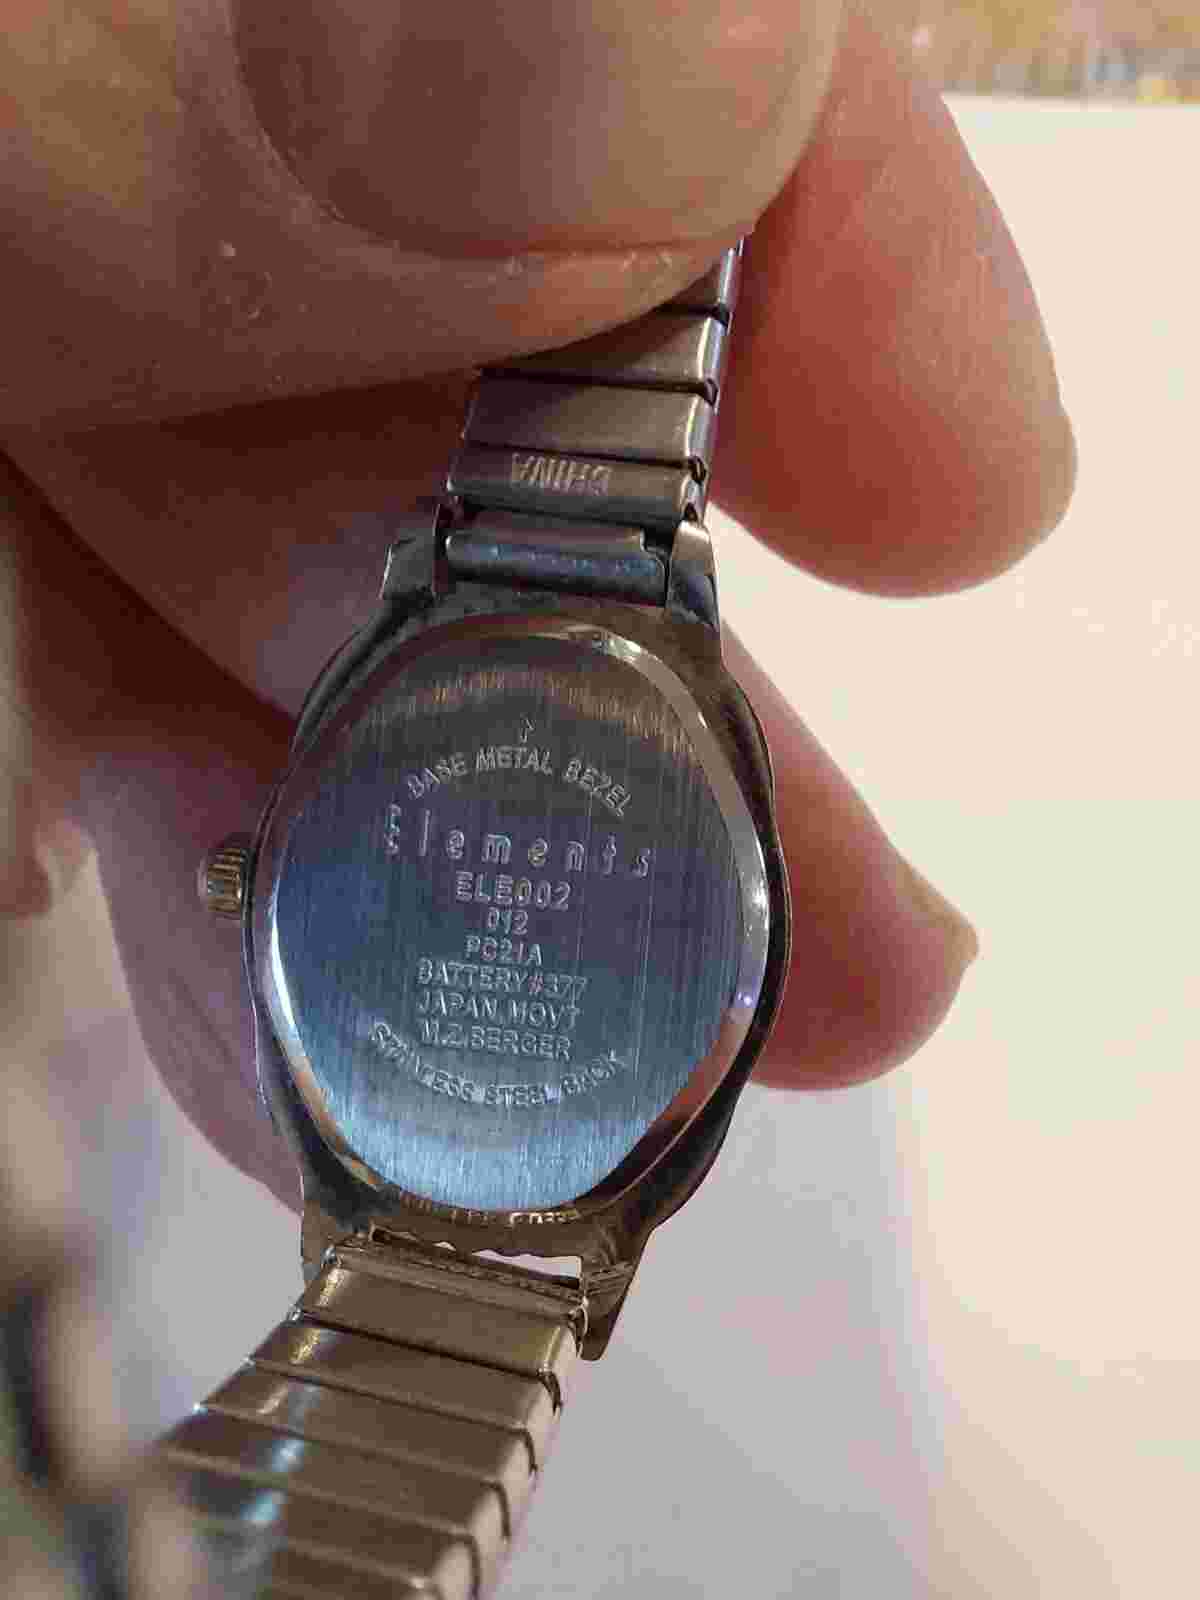 CHINA
BASE METAL BEZEL
Elements
ELE002
012
PC21A
BATTERY#377
JAPAN MOVT
M.Z.BERGER
STAINLESS STEEL BACK